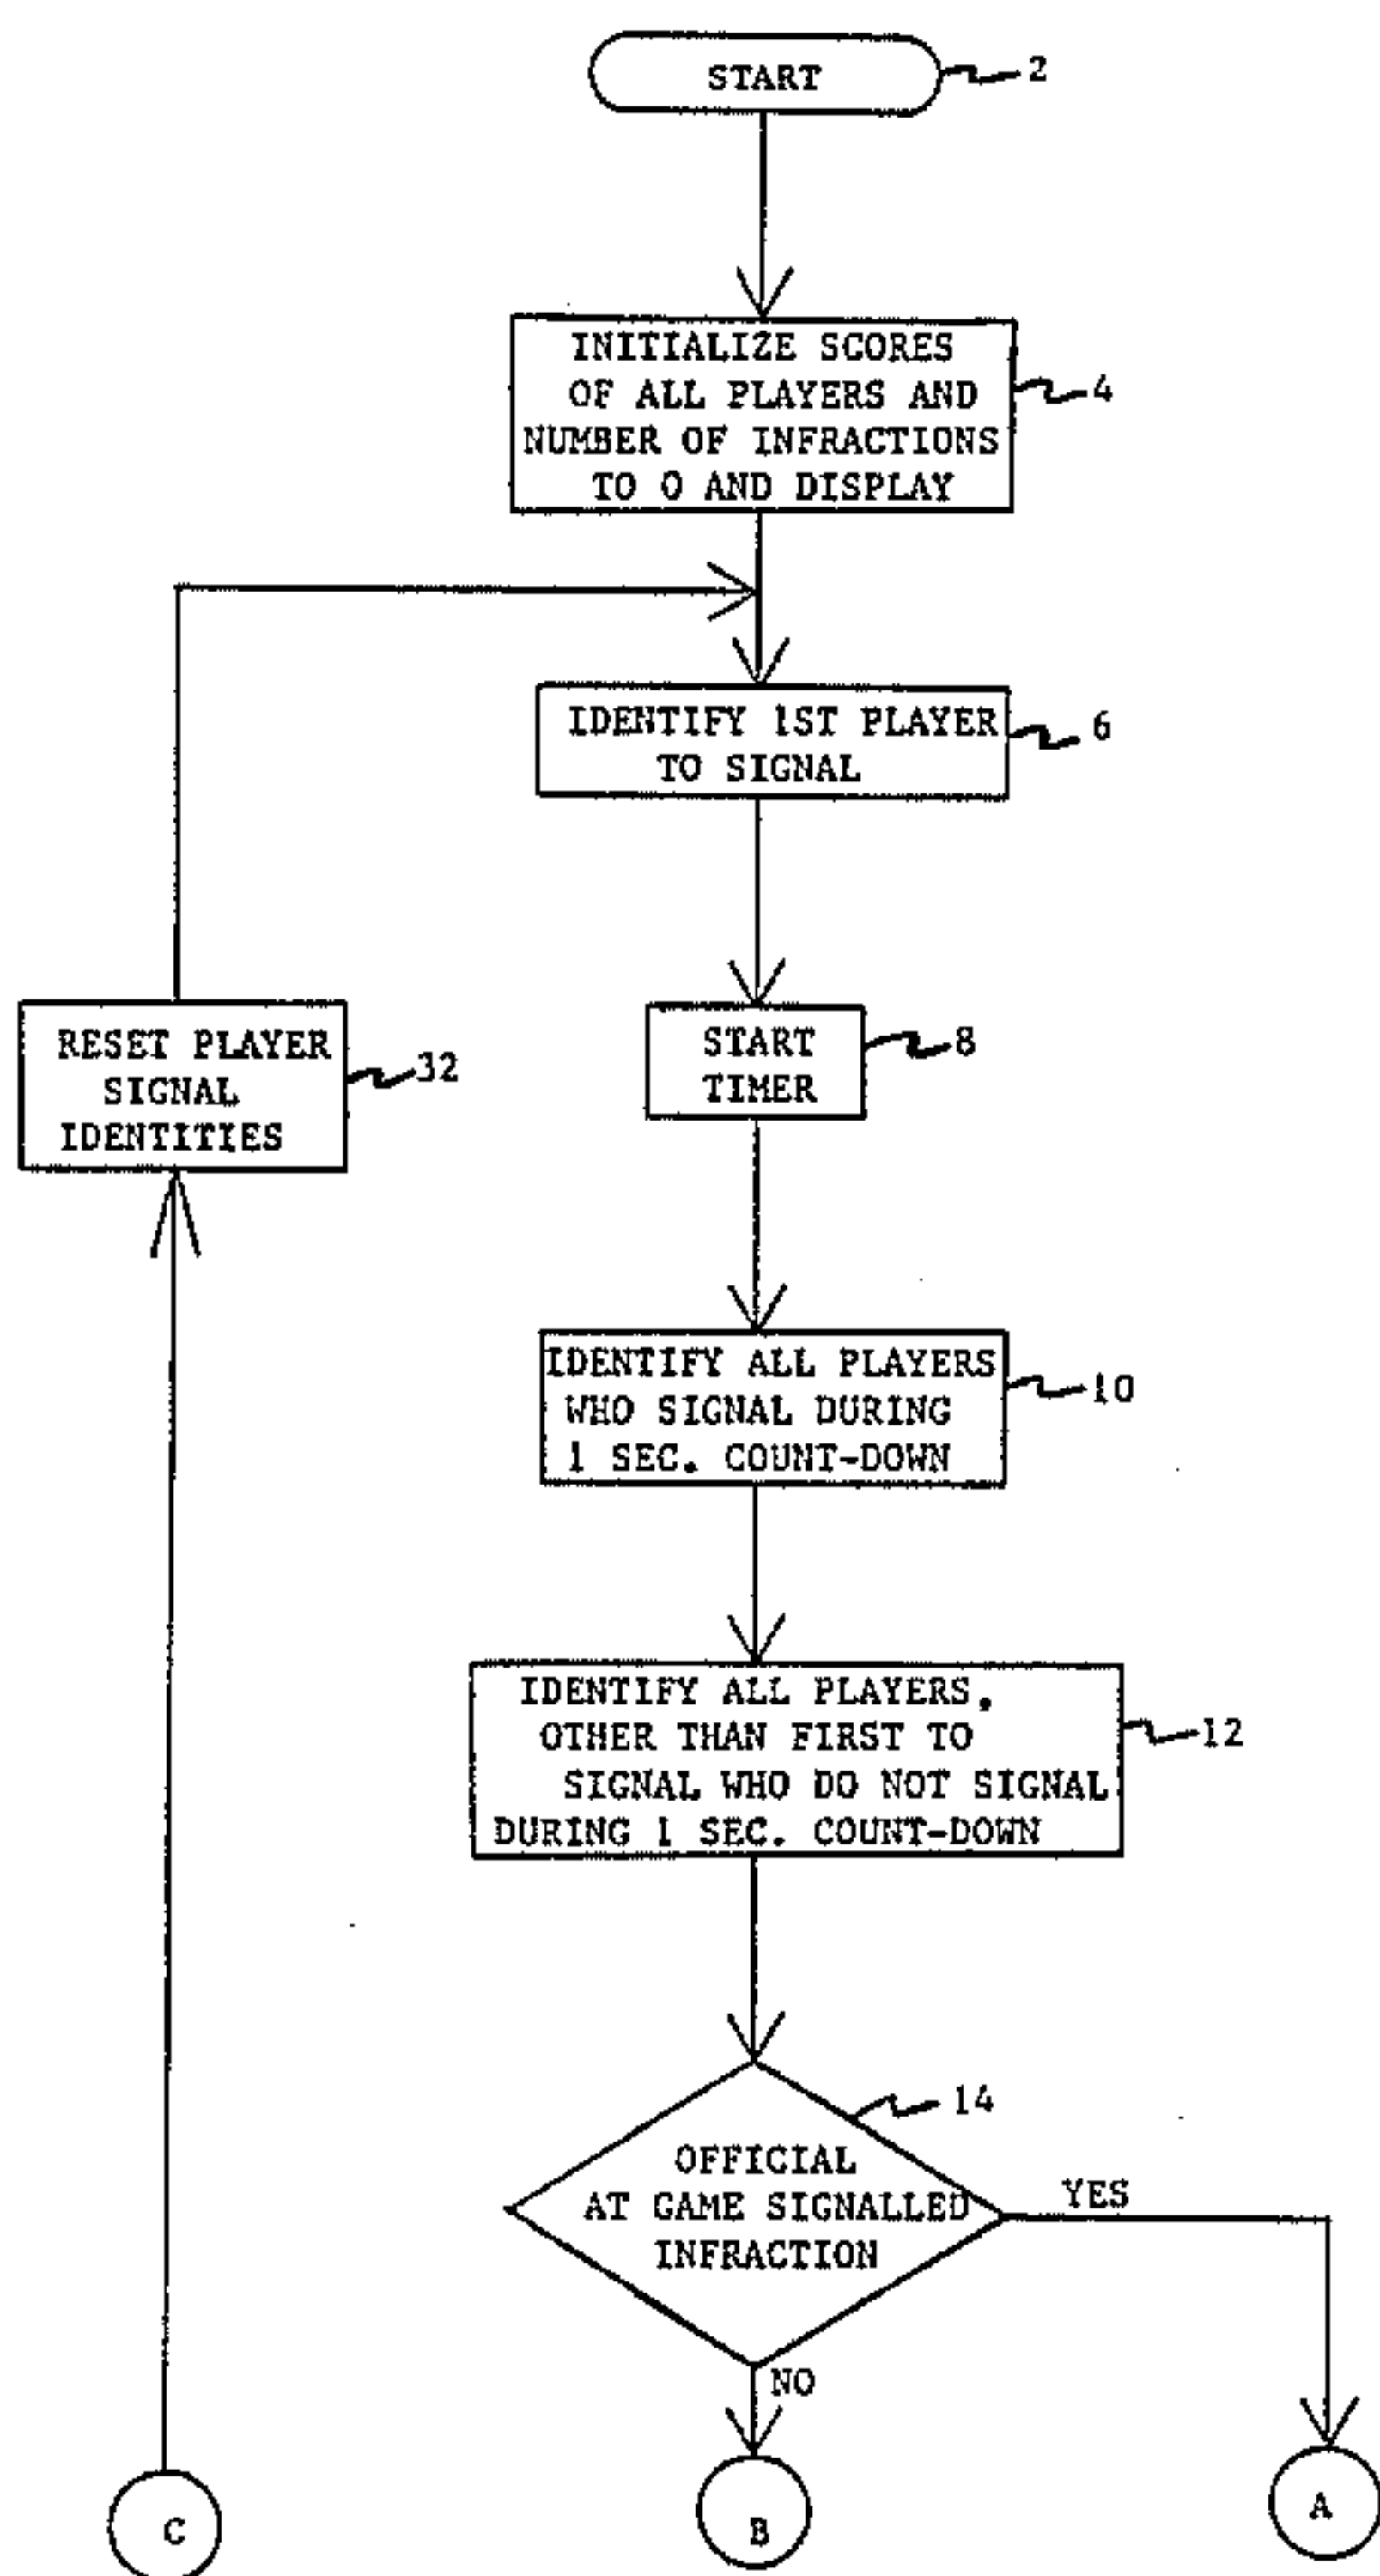 START
2
INITIALIZE SCORES
OF ALL PLAYERS AND
NUMBER OF INFRACTIONS
TO 0 AND DISPLAY
4
IDENTIFY 1ST PLAYER
TO SIGNAL
6
START
TIMER
8
RESET PLAYER
SIGNAL
IDENTITIES
32
IDENTIFY ALL PLAYERS
WHO SIGNAL DURING
1 SEC. COUNT-DOWN
10
IDENTIFY ALL PLAYERS.
OTHER THAN FIRST TO
SIGNAL WHO DO NOT SIGNAL
DURING 1 SEC. COUNT-DOWN
12
OFFICIAL
AT GAME SIGNALLED
INFRACTION
14
YES
NO
C
B
A